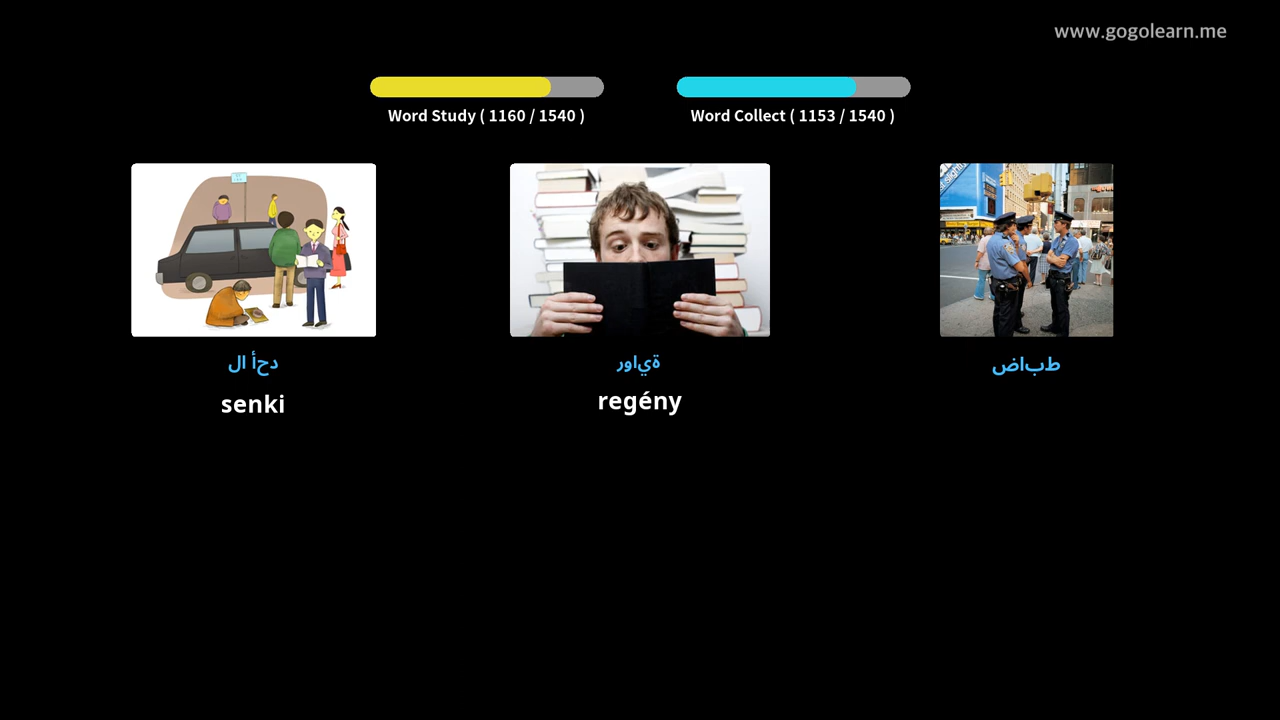 www.gogolearn.me
Word Study ( 1160 / 1540 )
Word Collect ( 1153 / 1540 )
دحأ ال
ةياور
طباض
senki
regény